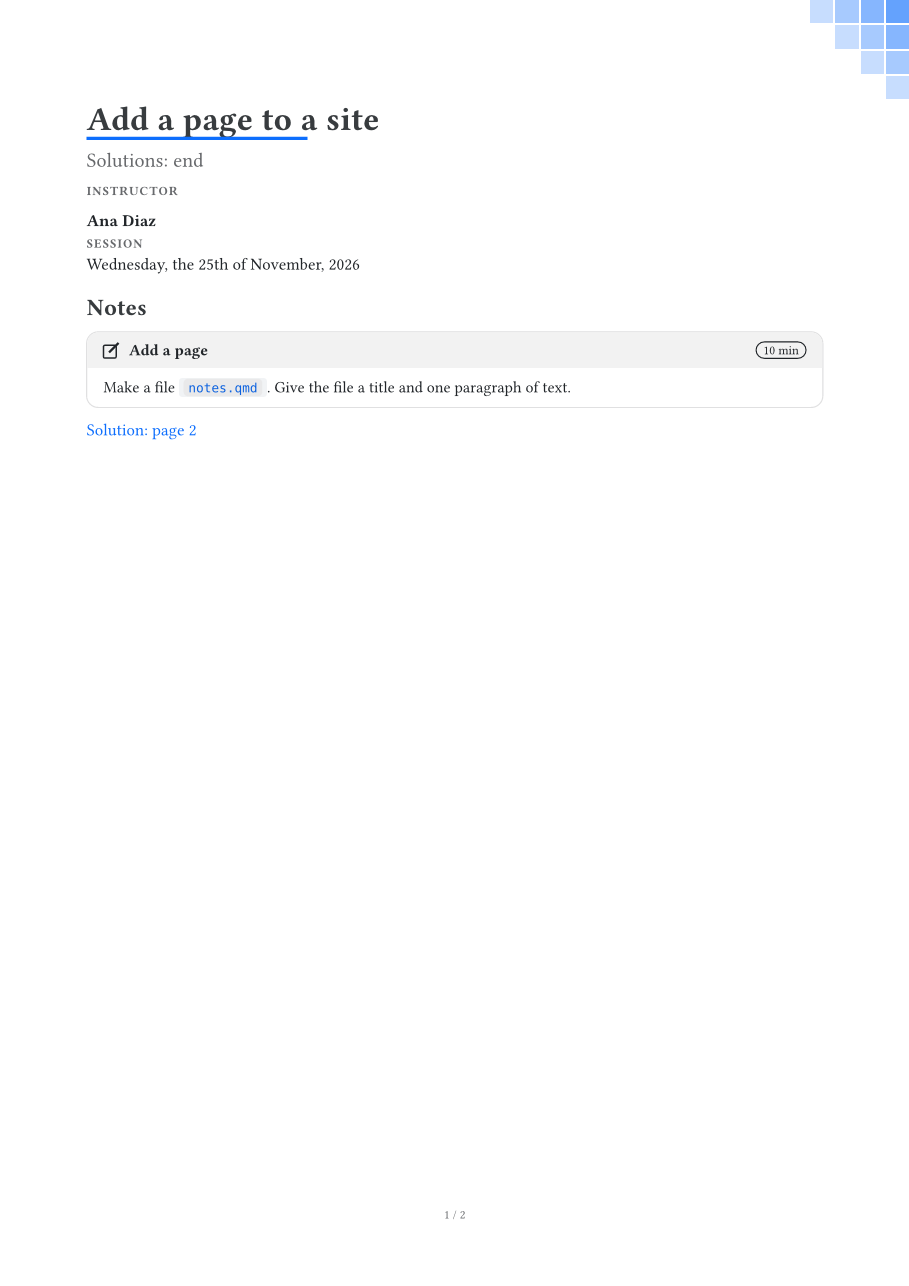 Add a page to a site
Solutions: end
INSTRUCTOR
Ana Diaz
SESSION
Wednesday, the 25th of November, 2026
Notes
Add a page 10 min
Make a file notes.qmd . Give the file a title and one paragraph of text.
Solution: page 2
1 / 2